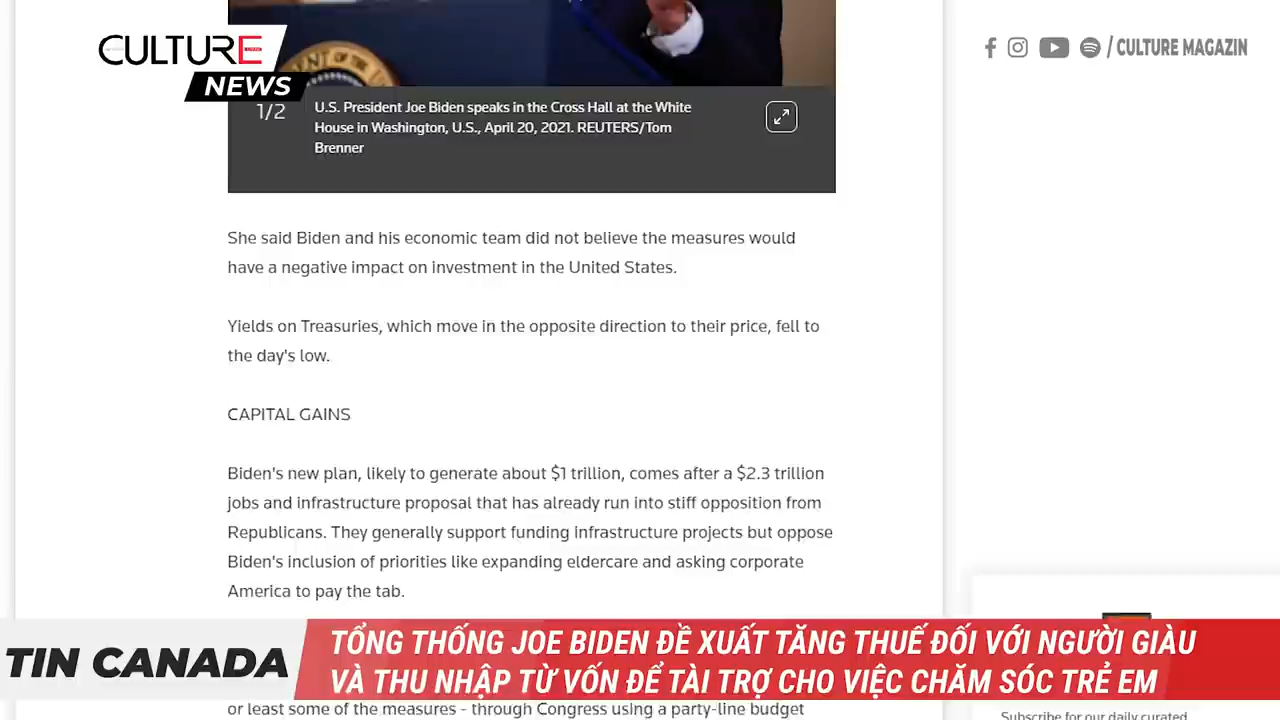 CULTURE
NEWS
/ CULTURE MAGAZIN
1/2
U.S. President Joe Biden speaks in the Cross Hall at the White
House in Washington, U.S., April 20, 2021. REUTERS/Tom
Brenner
She said Biden and his economic team did not believe the measures would
have a negative impact on investment in the United States.
Yields on Treasuries, which move in the opposite direction to their price, fell to
the day's low.
CAPITAL GAINS
Biden's new plan, likely to generate about $1 trillion, comes after a $2.3 trillion
jobs and infrastructure proposal that has already run into stiff opposition from
Republicans. They generally support funding infrastructure projects but oppose
Biden's inclusion of priorities like expanding eldercare and asking corporate
America to pay the tab.
TIN CANADA
TỔNG THỐNG JOE BIDEN ĐỀ XUẤT TĂNG THUẾ ĐỐI VỚI NGƯỜI GIÀU
VÀ THU NHẬP TỪ VỐN ĐỂ TÀI TRỢ CHO VIỆC CHĂM SÓC TRẺ EM
or least some of the measures - through Congress using a party-line budget
Subscribe for our daily curated